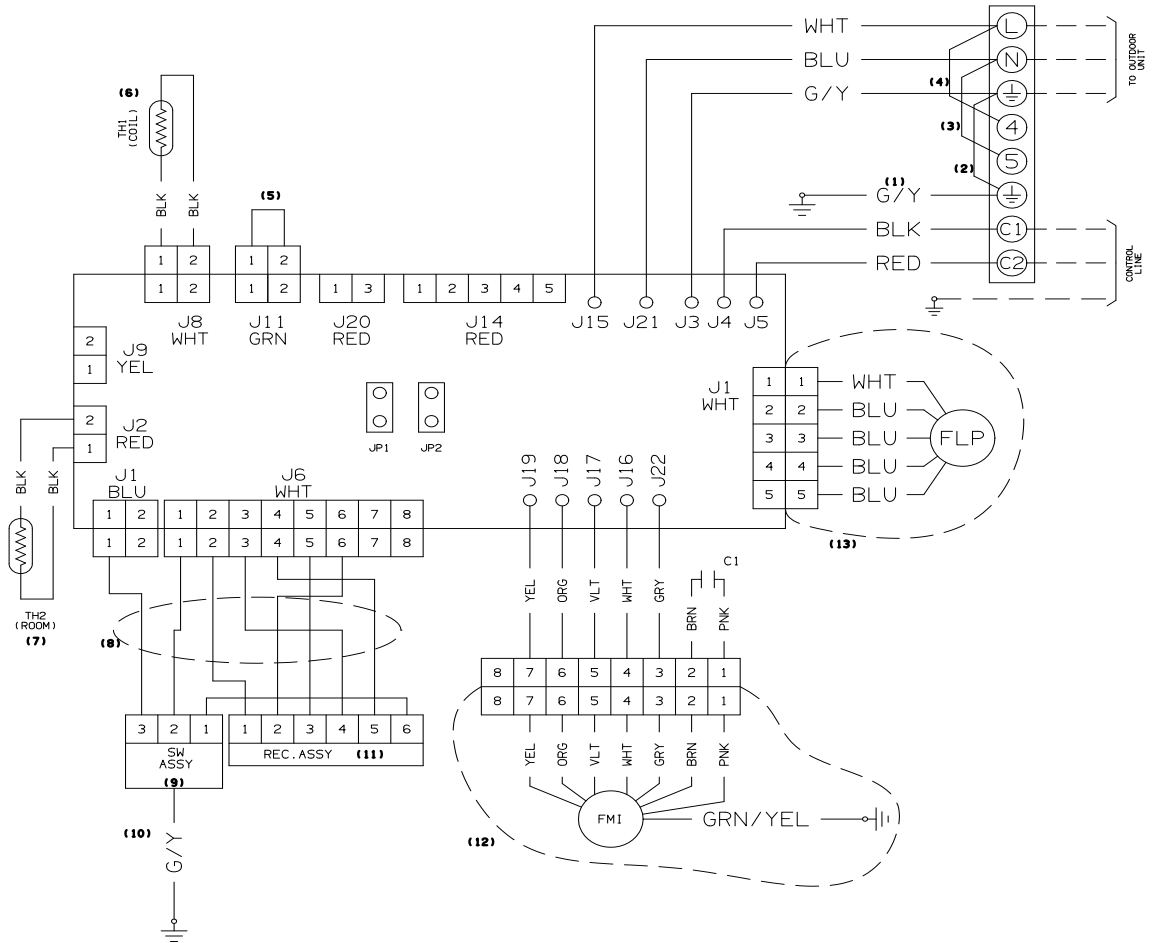 WHT L
BLU N
G/Y
(4)
4
(3)
5
(2)
(1)
G/Y
BLK C1
RED C2
TO OUTDOOR
UNIT
CONTROL
LINE
(6)
TH1
(COIL)
BLK BLK
(5)
1 2
1 2
J8
WHT
1 2
1 2
J11
GRN
1 3
J20
RED
1 2 3 4 5
J14
RED
J15 J21 J3 J4 J5
2
1
J9
YEL
2
1
J2
RED
BLK BLK
TH2
(ROOM)
(7)
JP1 JP2
J1
WHT
1 1 WHT
2 2 BLU
3 3 BLU
4 4 BLU
5 5 BLU
FLP
(13)
J1
BLU
1 2
1 2
J6
WHT
1 2 3 4 5 6 7 8
1 2 3 4 5 6 7 8
(8)
J19 J18 J17 J16 J22
YEL ORG VLT WHT GRY BRN PNK
C1
8 7 6 5 4 3 2 1
8 7 6 5 4 3 2 1
YEL ORG VLT WHT GRY BRN PNK
FMI
GRN/YEL
(12)
3 2 1
SW
ASSY
(9)
1 2 3 4 5 6
REC.ASSY (11)
(10)
G/Y